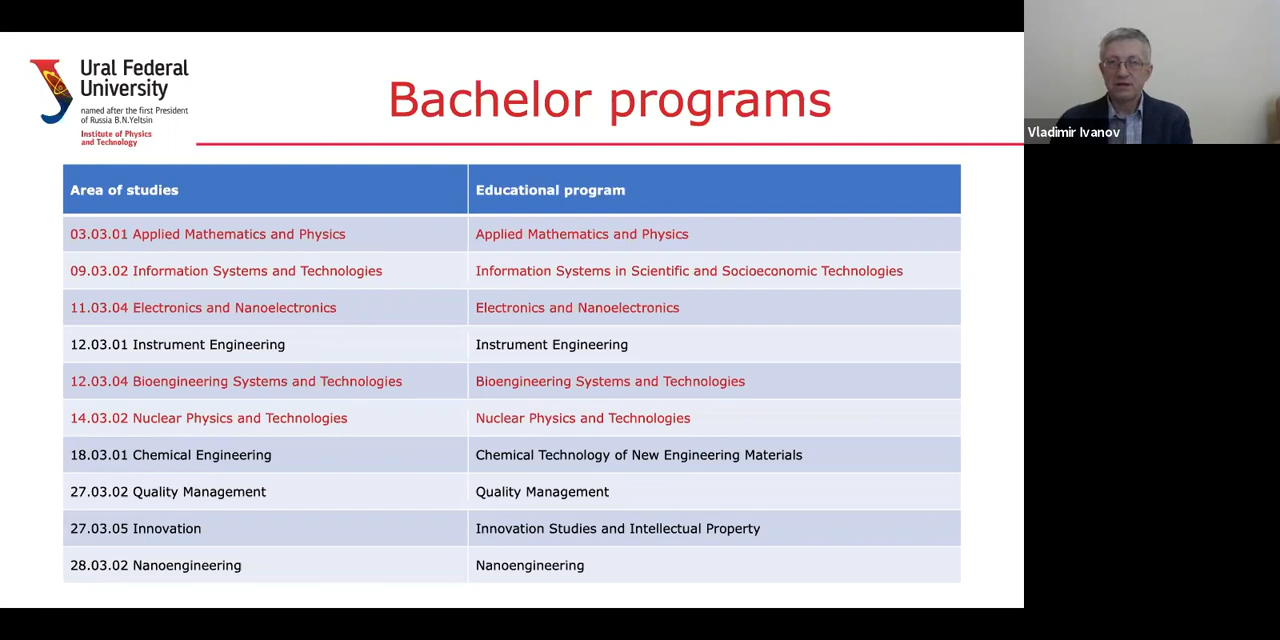 Ural Federal
University
named after the first President
of Russia B.N.Yeltsin
Institute of Physics
and Technology
Bachelor programs
Vladimir Ivanov
Area of studies Educational program
03.03.01 Applied Mathematics and Physics Applied Mathematics and Physics
09.03.02 Information Systems and Technologies Information Systems in Scientific and Socioeconomic Technologies
11.03.04 Electronics and Nanoelectronics Electronics and Nanoelectronics
12.03.01 Instrument Engineering Instrument Engineering
12.03.04 Bioengineering Systems and Technologies Bioengineering Systems and Technologies
14.03.02 Nuclear Physics and Technologies Nuclear Physics and Technologies
18.03.01 Chemical Engineering Chemical Technology of New Engineering Materials
27.03.02 Quality Management Quality Management
27.03.05 Innovation Innovation Studies and Intellectual Property
28.03.02 Nanoengineering Nanoengineering